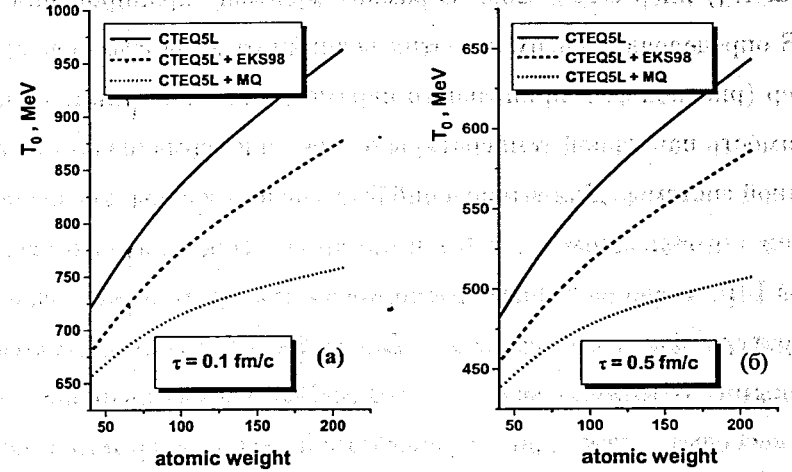 1000
950
900
850
800
750
700
650
T₀, MeV
CTEQ5L
CTEQ5L + EKS98
CTEQ5L + MQ
τ = 0.1 fm/c
(а)
50 100 150 200
atomic weight
650
600
550
500
450
T₀, MeV
CTEQ5L
CTEQ5L + EKS98
CTEQ5L + MQ
τ = 0.5 fm/c
(б)
50 100 150 200
atomic weight